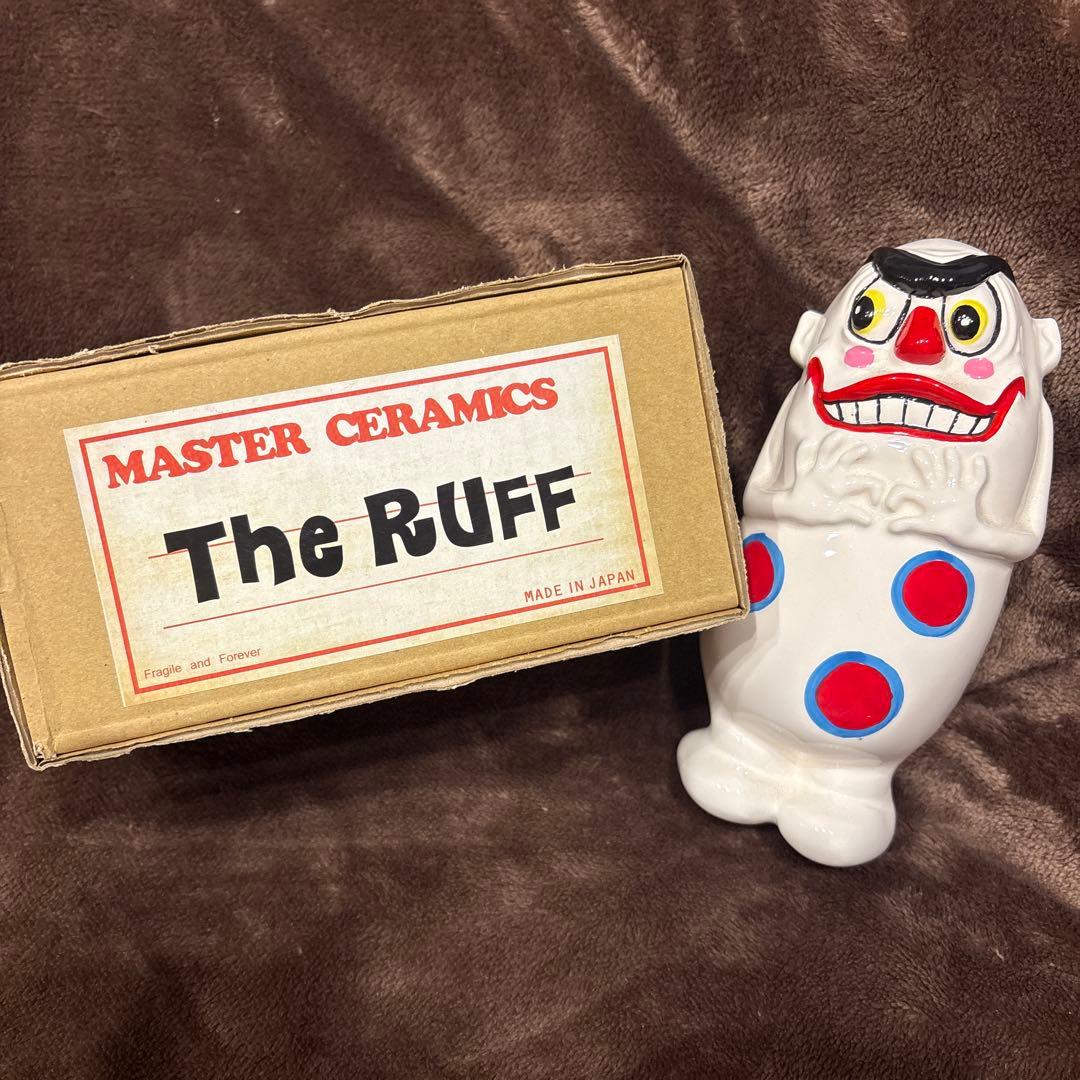 MASTER CERAMICS
The RUFF
MADE IN JAPAN
Fragile and Forever